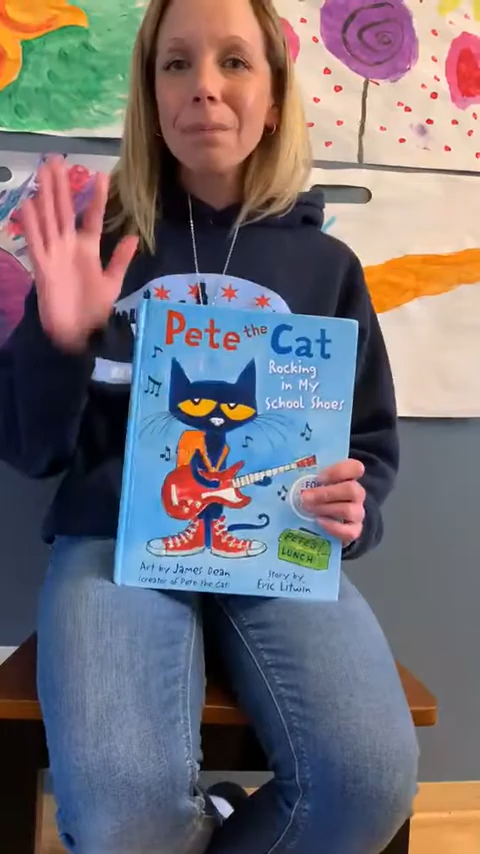 Pete the Cat
Rocking
in My
School Shoes
PETE'S
LUNCH
Art by James Dean
(creator of Pete the Cat)
Story by
Eric Litwin